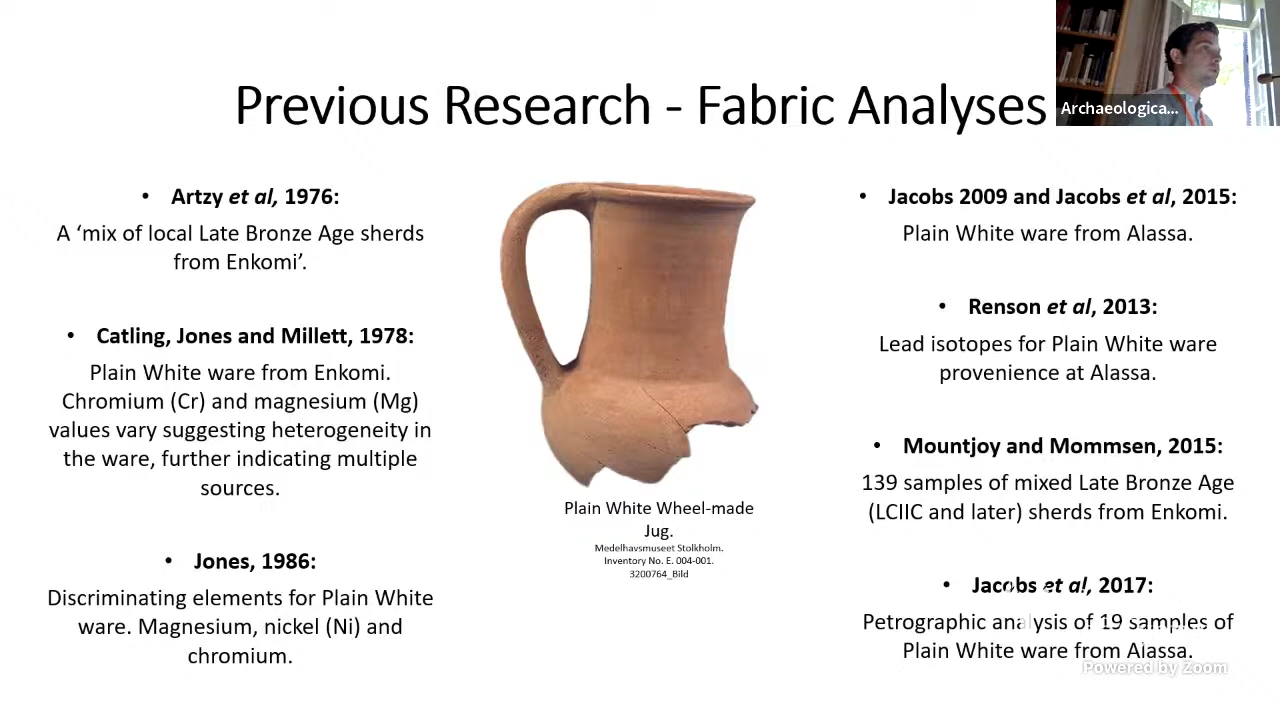 Previous Research - Fabric Analyses
Archaeologica...
• Artzy et al, 1976:
A ‘mix of local Late Bronze Age sherds
from Enkomi’.
• Catling, Jones and Millett, 1978:
Plain White ware from Enkomi.
Chromium (Cr) and magnesium (Mg)
values vary suggesting heterogeneity in
the ware, further indicating multiple
sources.
• Jones, 1986:
Discriminating elements for Plain White
ware. Magnesium, nickel (Ni) and
chromium.
Plain White Wheel-made
Jug.
Medelhavsmuseet Stolkholm.
Inventory No. E. 004-001.
3200764_Bild
• Jacobs 2009 and Jacobs et al, 2015:
Plain White ware from Alassa.
• Renson et al, 2013:
Lead isotopes for Plain White ware
provenience at Alassa.
• Mountjoy and Mommsen, 2015:
139 samples of mixed Late Bronze Age
(LCIIC and later) sherds from Enkomi.
• Jacobs et al, 2017:
Petrographic analysis of 19 samples of
Plain White ware from Alassa.
Powered by Zoom